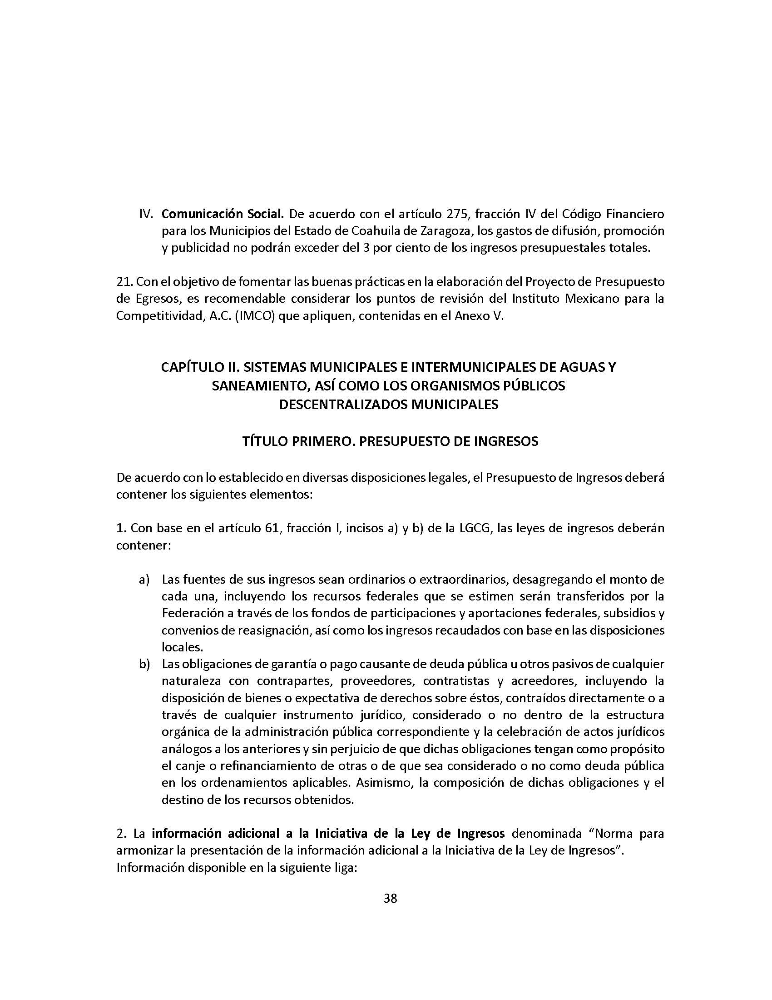 IV. Comunicación Social. De acuerdo con el artículo 275, fracción IV del Código Financiero
para los Municipios del Estado de Coahuila de Zaragoza, los gastos de difusión, promoción
y publicidad no podrán exceder del 3 por ciento de los ingresos presupuestales totales.
21. Con el objetivo de fomentar las buenas prácticas en la elaboración del Proyecto de Presupuesto
de Egresos, es recomendable considerar los puntos de revisión del Instituto Mexicano para la
Competitividad, A.C. (IMCO) que apliquen, contenidas en el Anexo V.
CAPÍTULO II. SISTEMAS MUNICIPALES E INTERMUNICIPALES DE AGUAS Y
SANEAMIENTO, ASÍ COMO LOS ORGANISMOS PÚBLICOS
DESCENTRALIZADOS MUNICIPALES
TÍTULO PRIMERO. PRESUPUESTO DE INGRESOS
De acuerdo con lo establecido en diversas disposiciones legales, el Presupuesto de Ingresos deberá
contener los siguientes elementos:
1. Con base en el artículo 61, fracción I, incisos a) y b) de la LGCG, las leyes de ingresos deberán
contener:
a) Las fuentes de sus ingresos sean ordinarios o extraordinarios, desagregando el monto de
cada una, incluyendo los recursos federales que se estimen serán transferidos por la
Federación a través de los fondos de participaciones y aportaciones federales, subsidios y
convenios de reasignación, así como los ingresos recaudados con base en las disposiciones
locales.
b) Las obligaciones de garantía o pago causante de deuda pública u otros pasivos de cualquier
naturaleza con contrapartes, proveedores, contratistas y acreedores, incluyendo la
disposición de bienes o expectativa de derechos sobre éstos, contraídos directamente o a
través de cualquier instrumento jurídico, considerado o no dentro de la estructura
orgánica de la administración pública correspondiente y la celebración de actos jurídicos
análogos a los anteriores y sin perjuicio de que dichas obligaciones tengan como propósito
el canje o refinanciamiento de otras o de que sea considerado o no como deuda pública
en los ordenamientos aplicables. Asimismo, la composición de dichas obligaciones y el
destino de los recursos obtenidos.
2. La información adicional a la Iniciativa de la Ley de Ingresos denominada “Norma para
armonizar la presentación de la información adicional a la Iniciativa de la Ley de Ingresos”.
Información disponible en la siguiente liga:
38